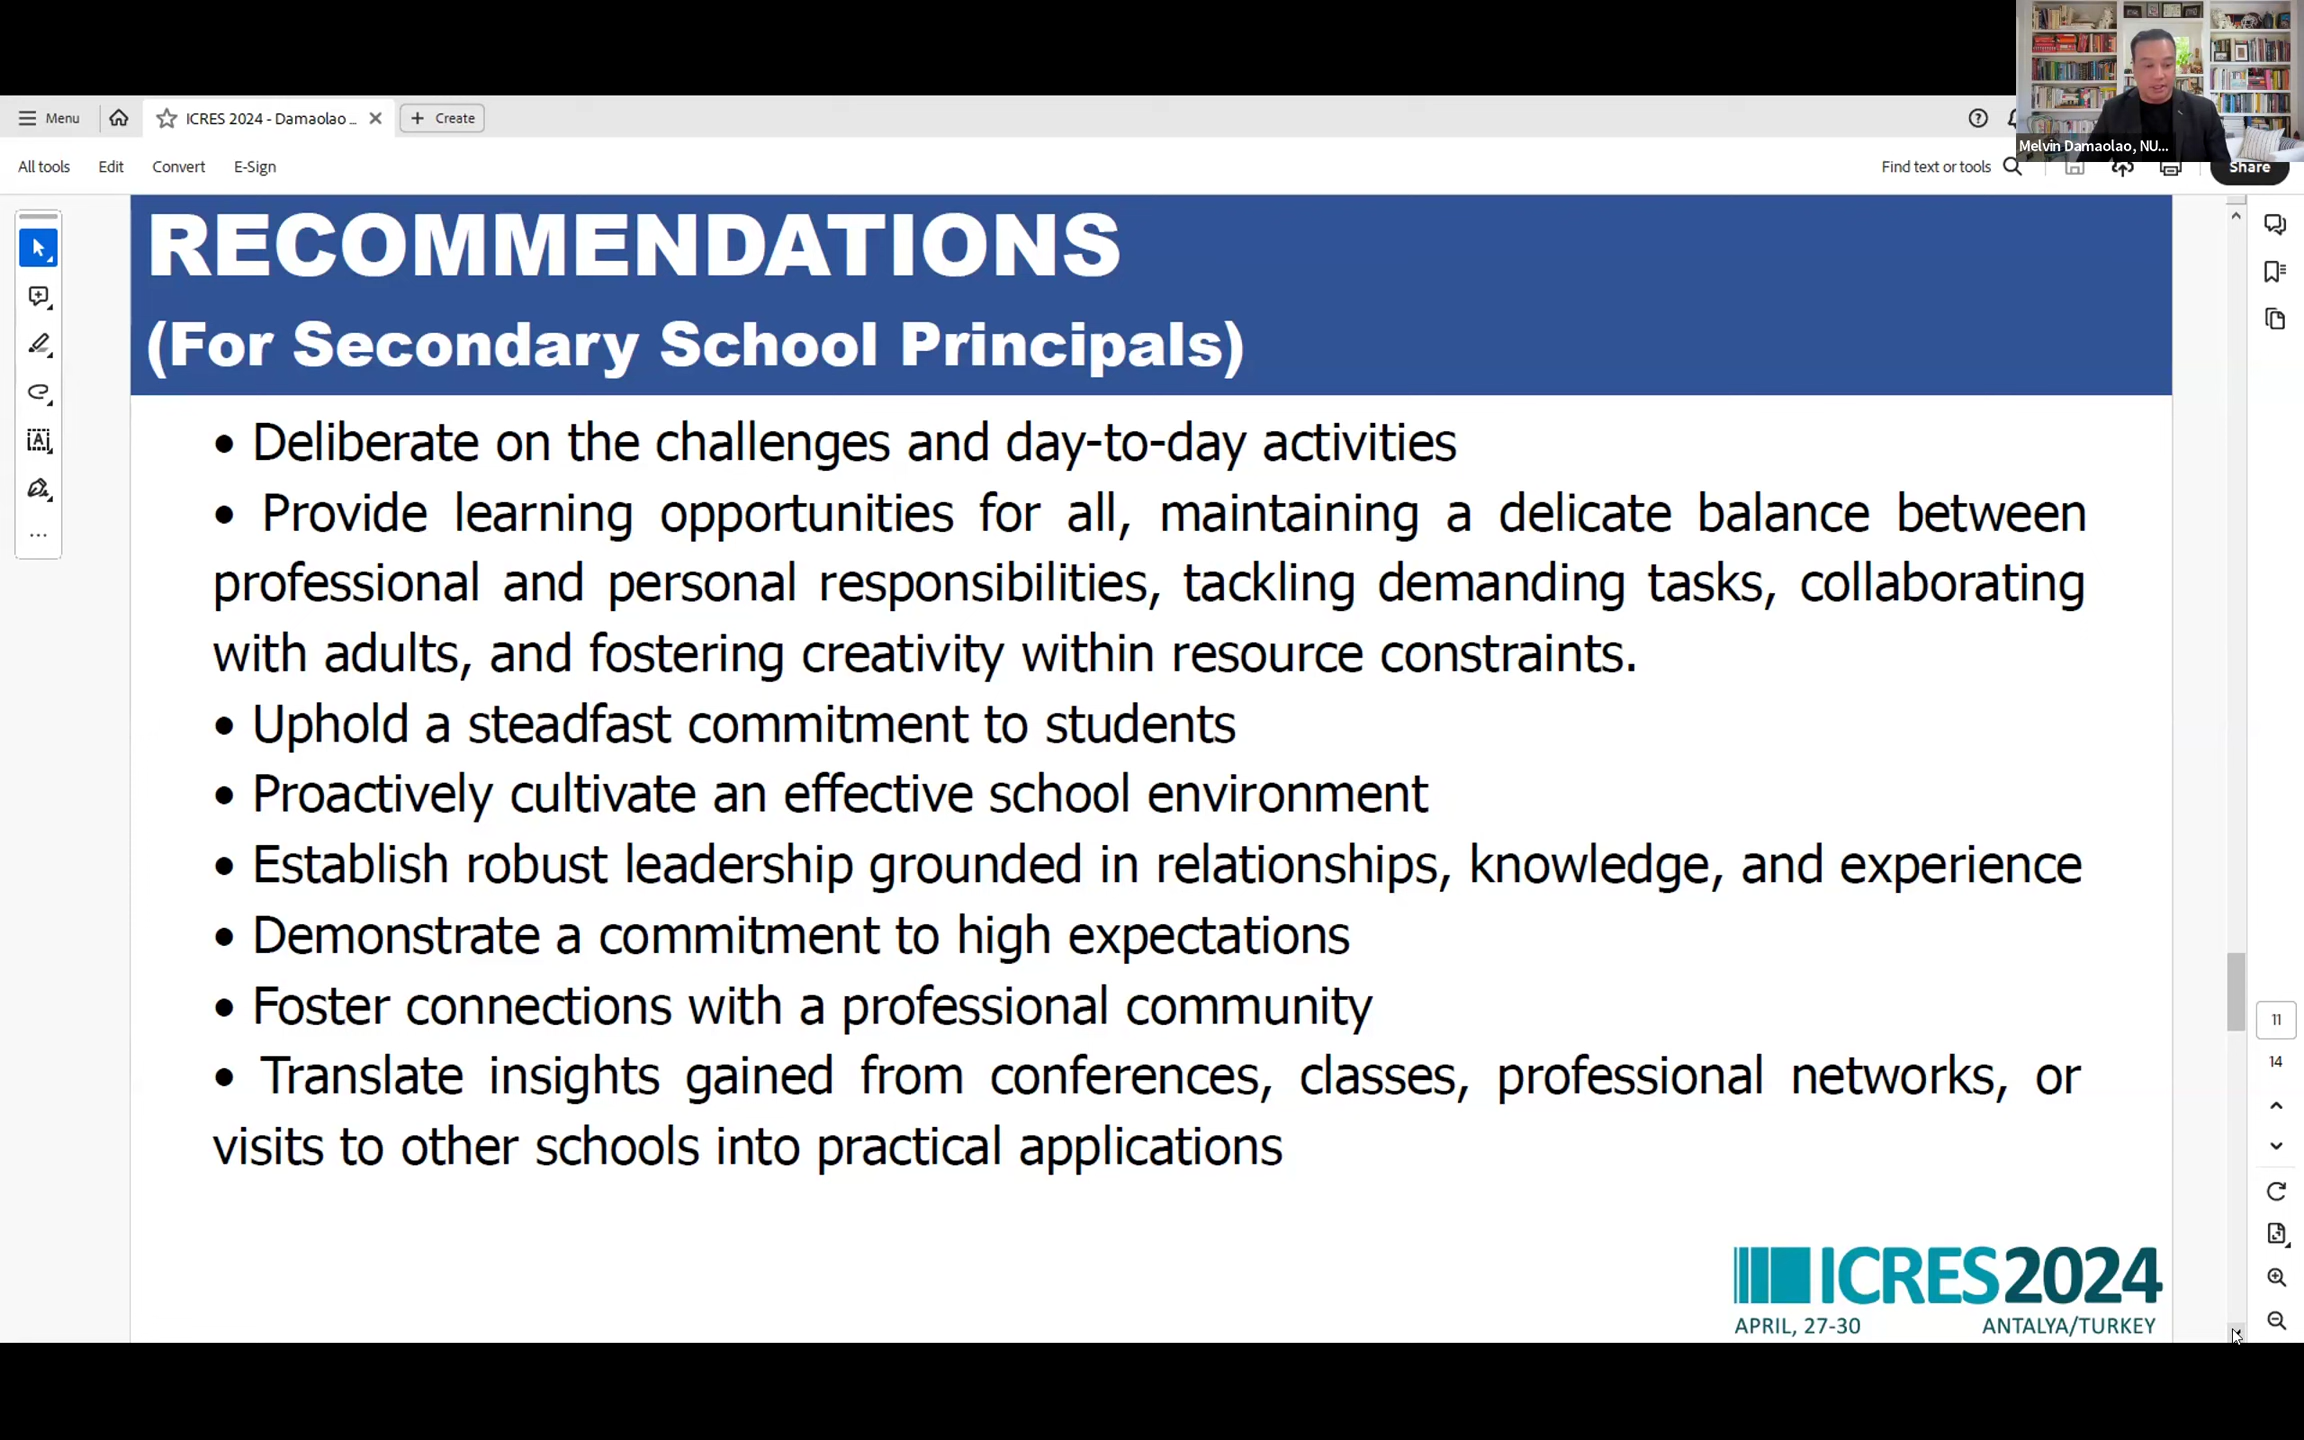 Menu
ICRES 2024 - Damaolao ...
Create
Melvin Damaolao, NU...
All tools
Edit
Convert
E-Sign
Find text or tools
Share
RECOMMENDATIONS
(For Secondary School Principals)
• Deliberate on the challenges and day-to-day activities
• Provide learning opportunities for all, maintaining a delicate balance between
professional and personal responsibilities, tackling demanding tasks, collaborating
with adults, and fostering creativity within resource constraints.
• Uphold a steadfast commitment to students
• Proactively cultivate an effective school environment
• Establish robust leadership grounded in relationships, knowledge, and experience
• Demonstrate a commitment to high expectations
• Foster connections with a professional community
• Translate insights gained from conferences, classes, professional networks, or
visits to other schools into practical applications
11
14
ICRES2024
APRIL, 27-30
ANTALYA/TURKEY